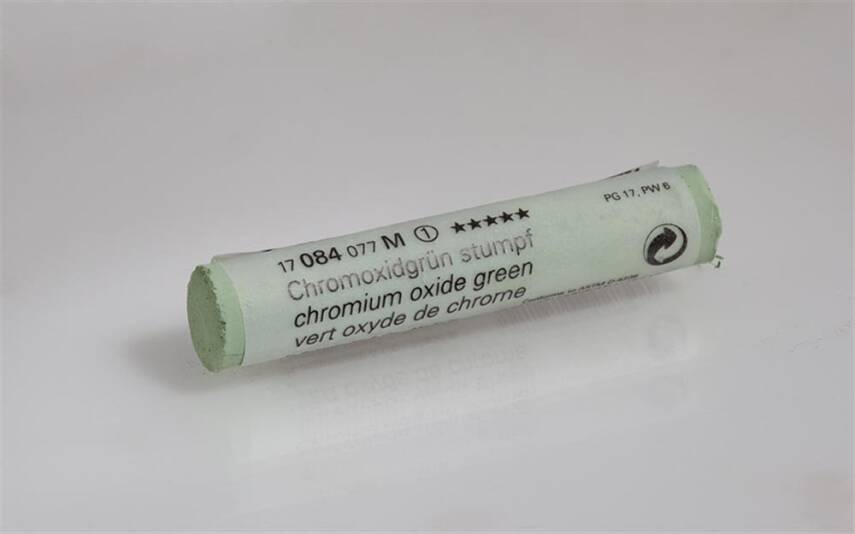 17 084 077 M ① ★★★★★
Chromoxidgrün stumpf
chromium oxide green
vert oxyde de chrome
PG 17, PW 6